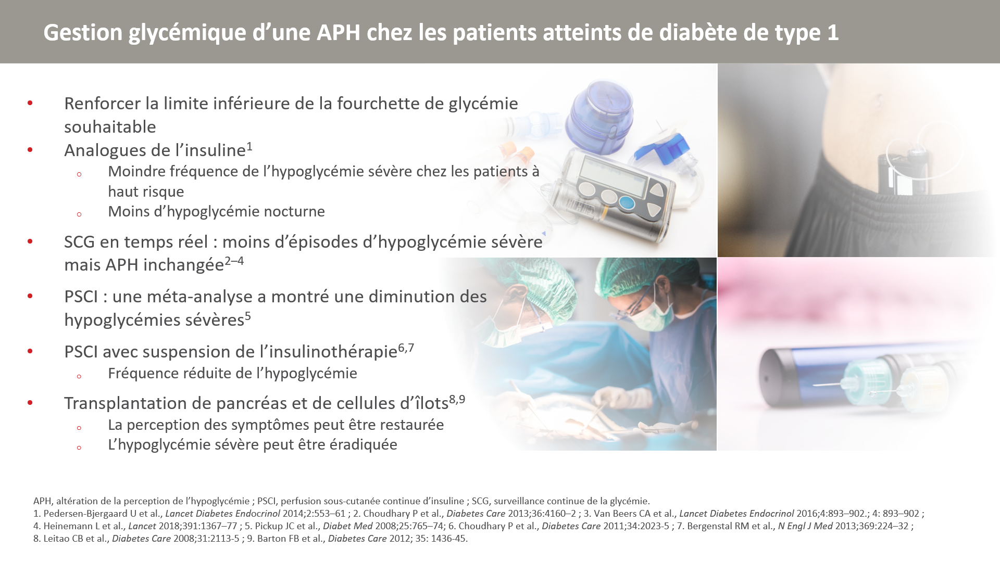 Gestion glycémique d’une APH chez les patients atteints de diabète de type 1
• Renforcer la limite inférieure de la fourchette de glycémie
souhaitable
• Analogues de l’insuline¹
o Moindre fréquence de l’hypoglycémie sévère chez les patients à
haut risque
o Moins d’hypoglycémie nocturne
• SCG en temps réel : moins d’épisodes d’hypoglycémie sévère
mais APH inchangée²–⁴
• PSCI : une méta-analyse a montré une diminution des
hypoglycémies sévères⁵
• PSCI avec suspension de l’insulinothérapie⁶,⁷
o Fréquence réduite de l’hypoglycémie
• Transplantation de pancréas et de cellules d’îlots⁸,⁹
o La perception des symptômes peut être restaurée
o L’hypoglycémie sévère peut être éradiquée
APH, altération de la perception de l’hypoglycémie ; PSCI, perfusion sous-cutanée continue d’insuline ; SCG, surveillance continue de la glycémie.
1. Pedersen-Bjergaard U et al., Lancet Diabetes Endocrinol 2014;2:553–61 ; 2. Choudhary P et al., Diabetes Care 2013;36:4160–2 ; 3. Van Beers CA et al., Lancet Diabetes Endocrinol 2016;4:893–902.; 4: 893–902 ;
4. Heinemann L et al., Lancet 2018;391:1367–77 ; 5. Pickup JC et al., Diabet Med 2008;25:765–74; 6. Choudhary P et al., Diabetes Care 2011;34:2023-5 ; 7. Bergenstal RM et al., N Engl J Med 2013;369:224–32 ;
8. Leitao CB et al., Diabetes Care 2008;31:2113-5 ; 9. Barton FB et al., Diabetes Care 2012; 35: 1436-45.